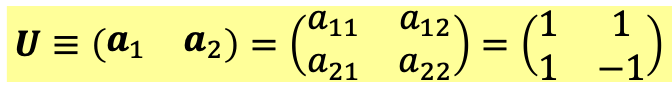 U ≡ (a₁ a₂) = (a₁₁ a₁₂
a₂₁ a₂₂) = (1 1
1 −1)